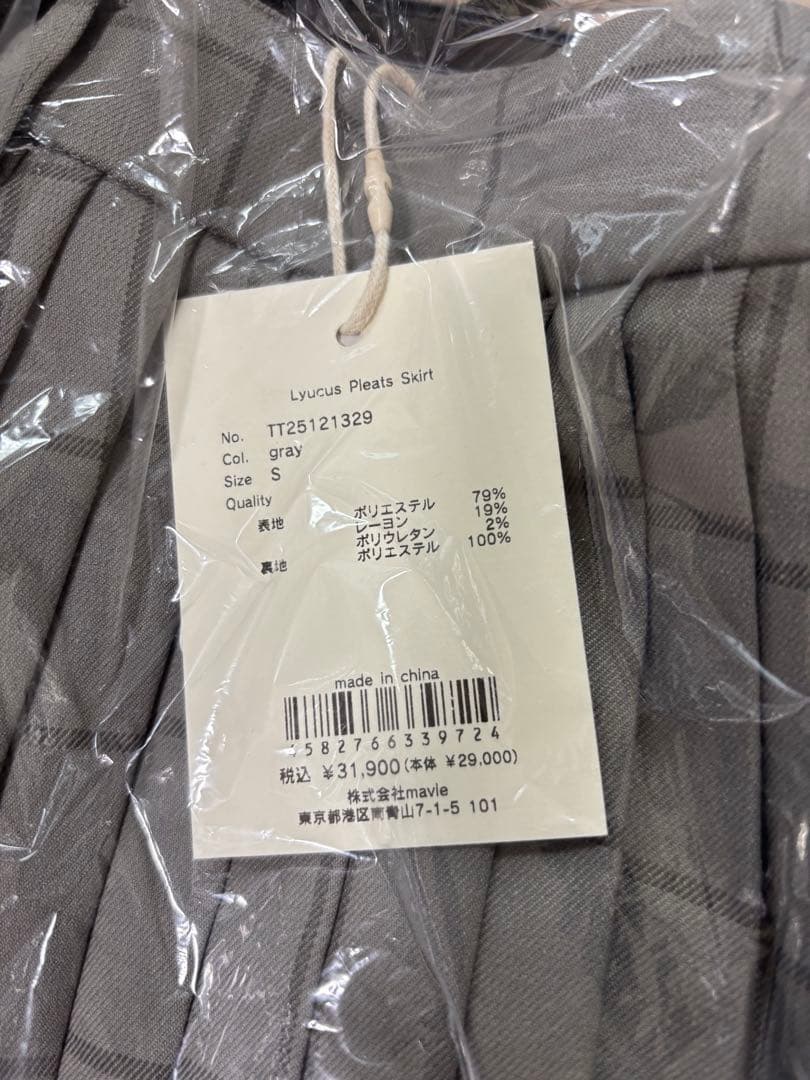 Lyucus Pleats Skirt
No. TT25121329
Col. gray
Size S
Quality
表地 ポリエステル 79%
レーヨン 19%
ポリウレタン 2%
裏地 ポリエステル 100%
made in china
4582766339724
税込 ¥31,900(本体 ¥29,000)
株式会社mavie
東京都港区南青山7-1-5 101